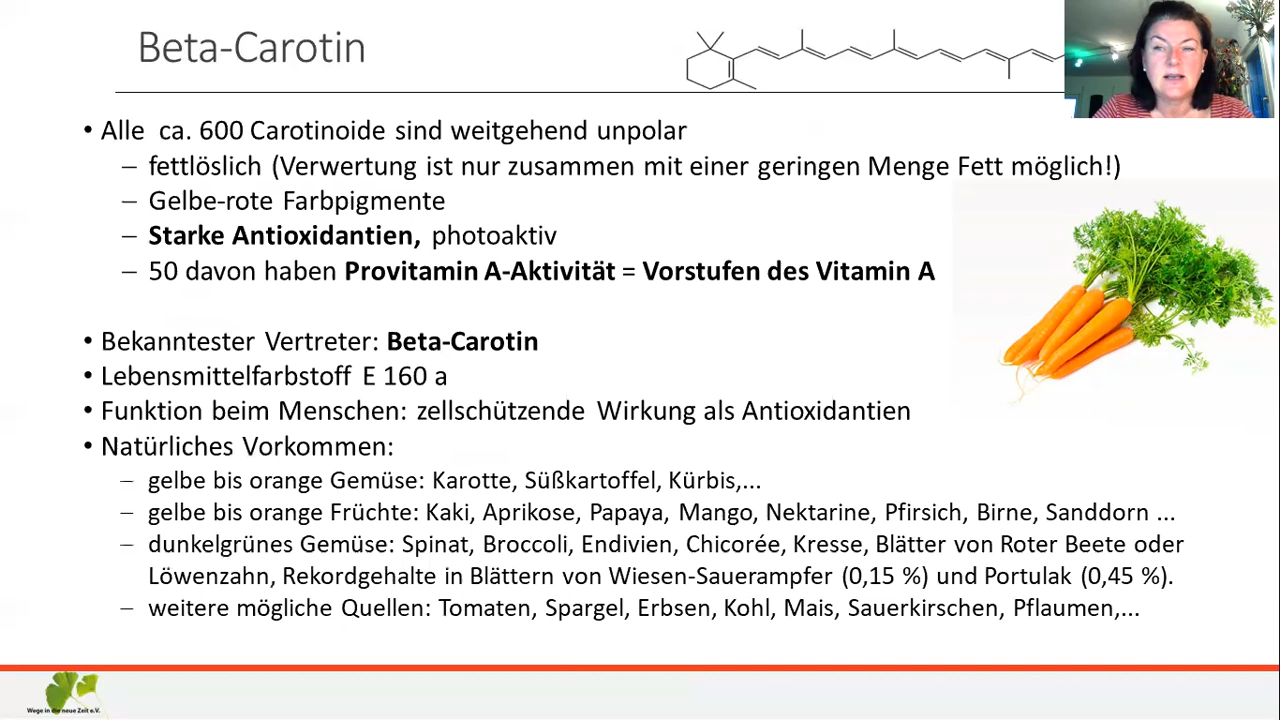 Beta-Carotin
• Alle ca. 600 Carotinoide sind weitgehend unpolar
– fettlöslich (Verwertung ist nur zusammen mit einer geringen Menge Fett möglich!)
– Gelbe-rote Farbpigmente
– Starke Antioxidantien, photoaktiv
– 50 davon haben Provitamin A-Aktivität = Vorstufen des Vitamin A
• Bekanntester Vertreter: Beta-Carotin
• Lebensmittelfarbstoff E 160 a
• Funktion beim Menschen: zellschützende Wirkung als Antioxidantien
• Natürliches Vorkommen:
– gelbe bis orange Gemüse: Karotte, Süßkartoffel, Kürbis,...
– gelbe bis orange Früchte: Kaki, Aprikose, Papaya, Mango, Nektarine, Pfirsich, Birne, Sanddorn ...
– dunkelgrünes Gemüse: Spinat, Broccoli, Endivien, Chicorée, Kresse, Blätter von Roter Beete oder
Löwenzahn, Rekordgehalte in Blättern von Wiesen-Sauerampfer (0,15 %) und Portulak (0,45 %).
– weitere mögliche Quellen: Tomaten, Spargel, Erbsen, Kohl, Mais, Sauerkirschen, Pflaumen,...
Wege in die neue Zeit e.V.